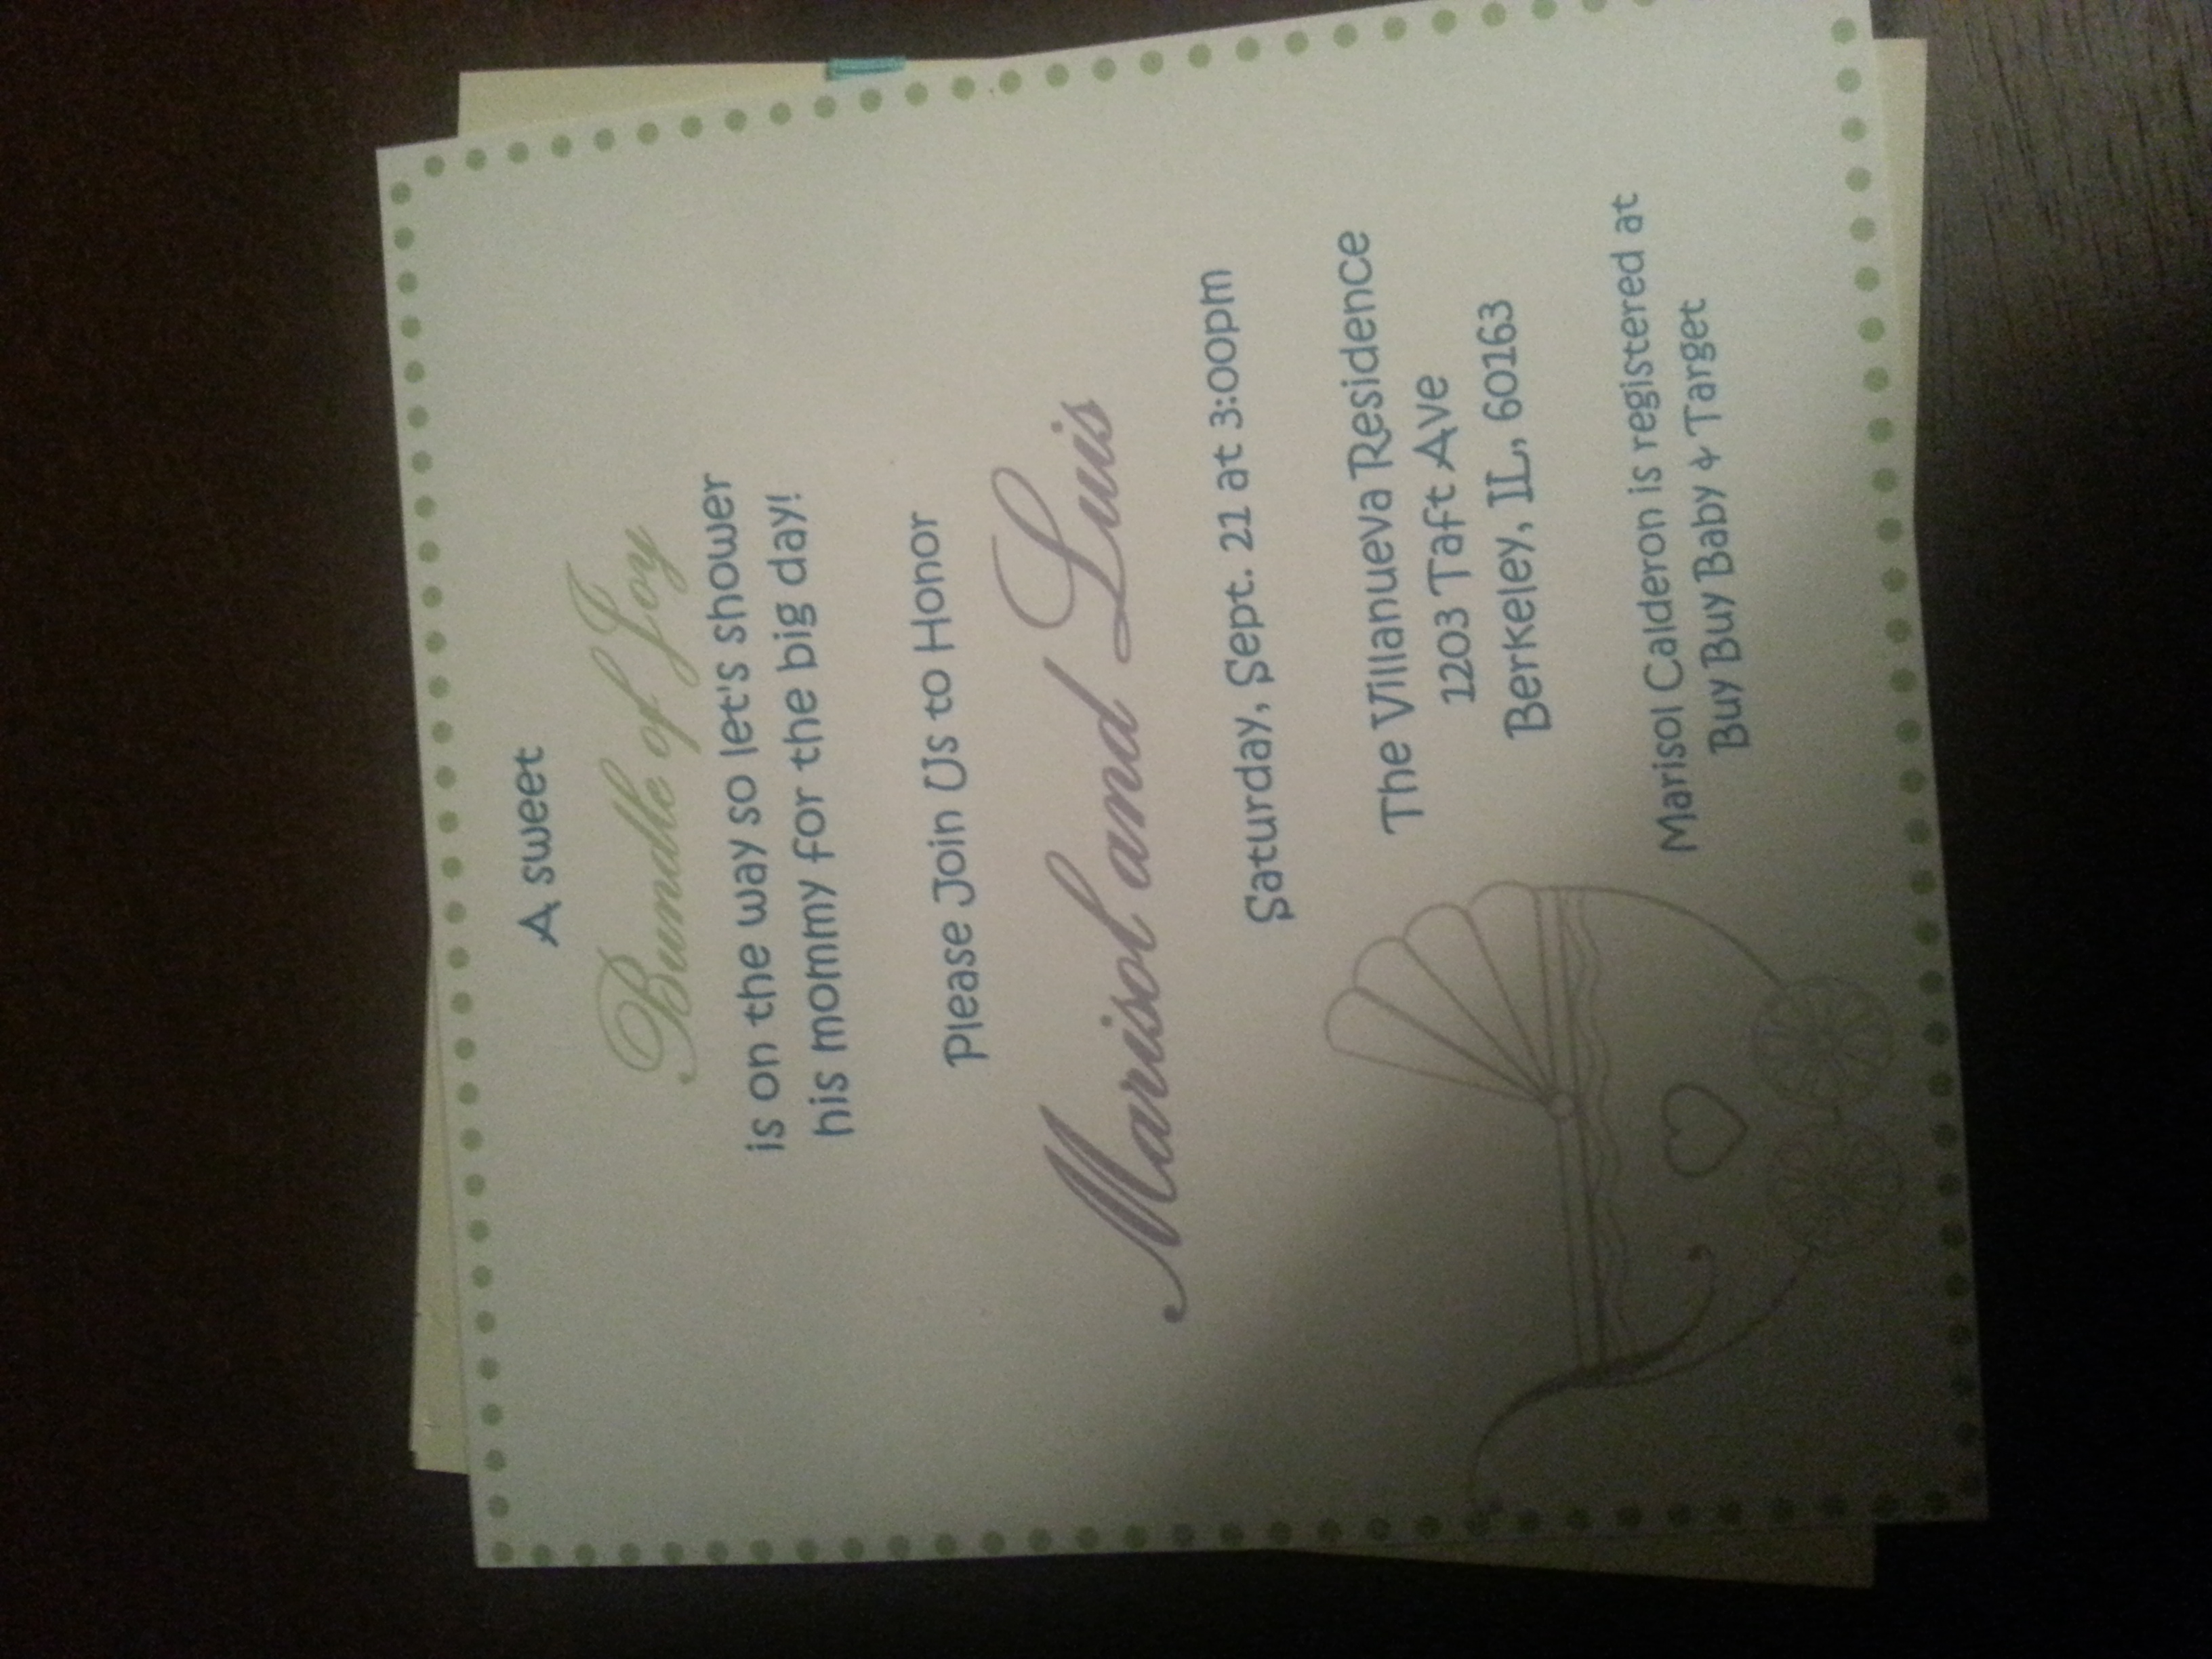 A sweet
Bundle of Joy
is on the way so let's shower
his mommy for the big day!
Please Join Us to Honor
Marisol and Luis
Saturday, Sept. 21 at 3:00pm
The Villanueva Residence
1203 Taft Ave
Berkeley, IL, 60163
Marisol Calderon is registered at
Buy Buy Baby & Target